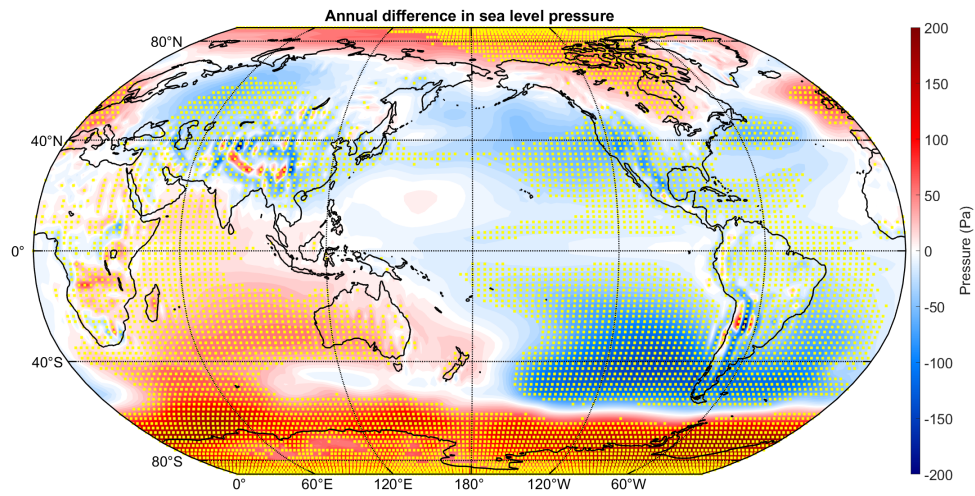 Annual difference in sea level pressure
80°N
40°N
0°
40°S
80°S
0° 60°E 120°E 180° 120°W 60°W
200
150
100
50
0
-50
-100
-150
-200
Pressure (Pa)